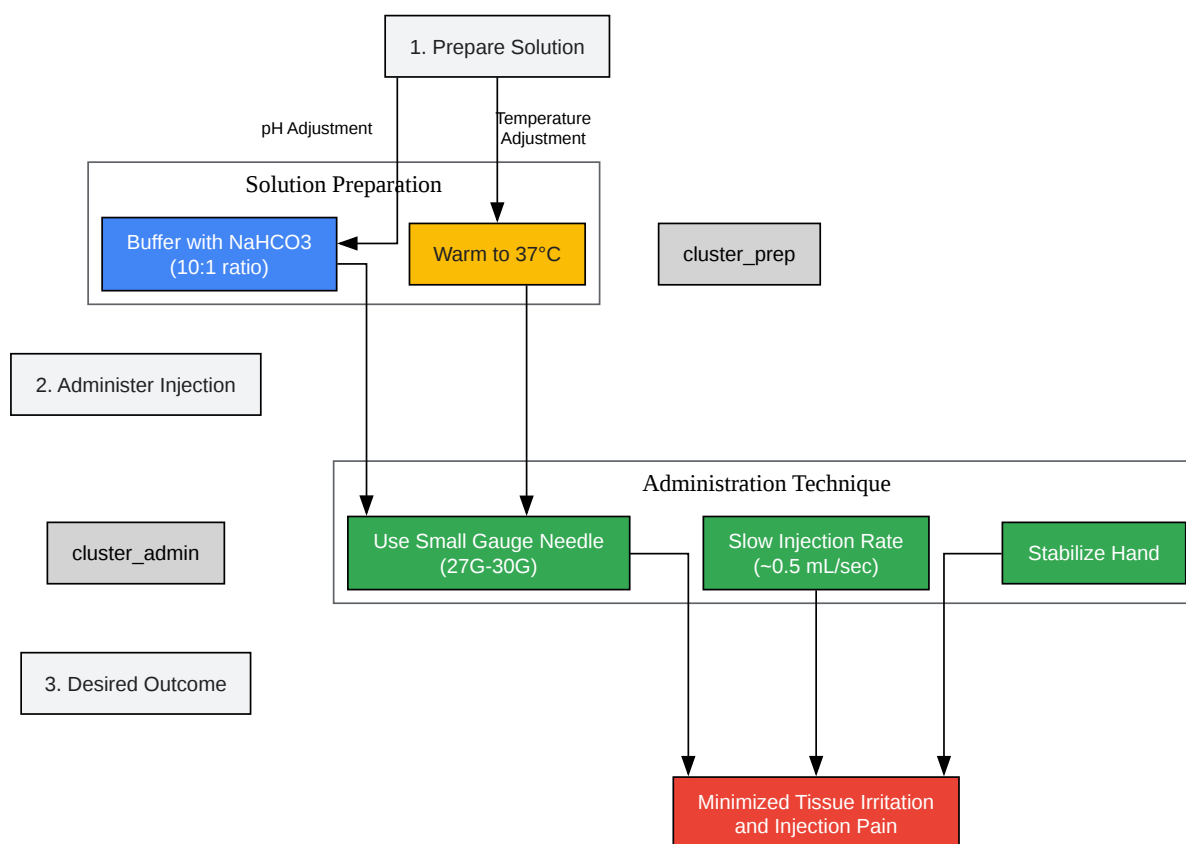 1. Prepare Solution
pH Adjustment
Temperature
Adjustment
Solution Preparation
Buffer with NaHCO3
(10:1 ratio)
Warm to 37°C
cluster_prep
2. Administer Injection
Administration Technique
cluster_admin
Use Small Gauge Needle
(27G-30G)
Slow Injection Rate
(~0.5 mL/sec)
Stabilize Hand
3. Desired Outcome
Minimized Tissue Irritation
and Injection Pain